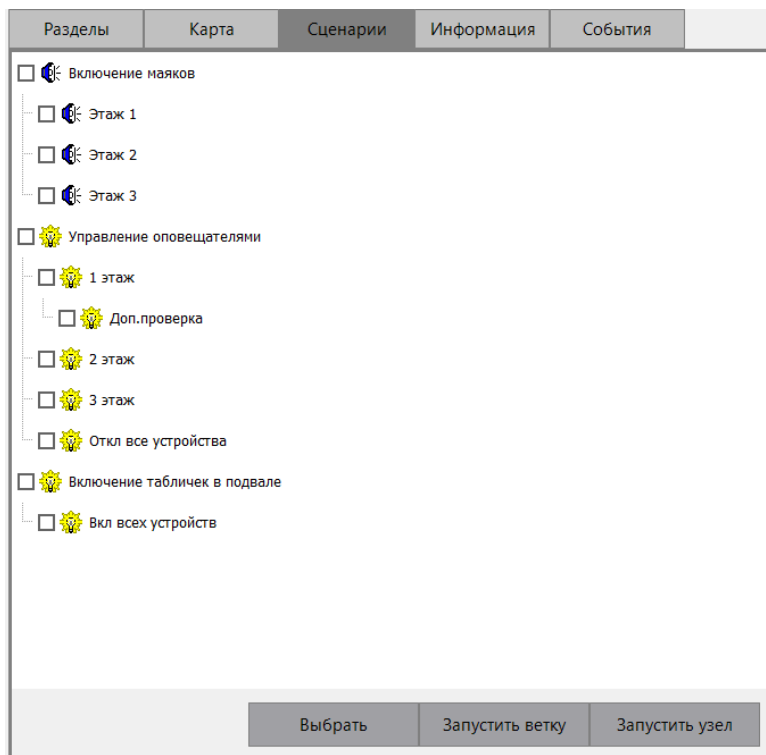 Разделы Карта Сценарии Информация События
Включение маяков
Этаж 1
Этаж 2
Этаж 3
Управление оповещателями
1 этаж
Доп.проверка
2 этаж
3 этаж
Откл все устройства
Включение табличек в подвале
Вкл всех устройств
Выбрать Запустить ветку Запустить узел